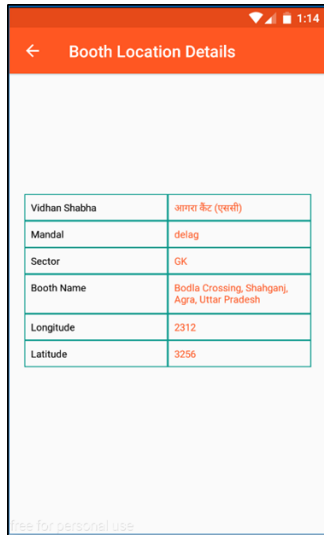 1:14
Booth Location Details
Vidhan Shabha आगरा कैंट (एससी)
Mandal delag
Sector GK
Booth Name Bodla Crossing, Shahganj,
Agra, Uttar Pradesh
Longitude 2312
Latitude 3256
free for personal use